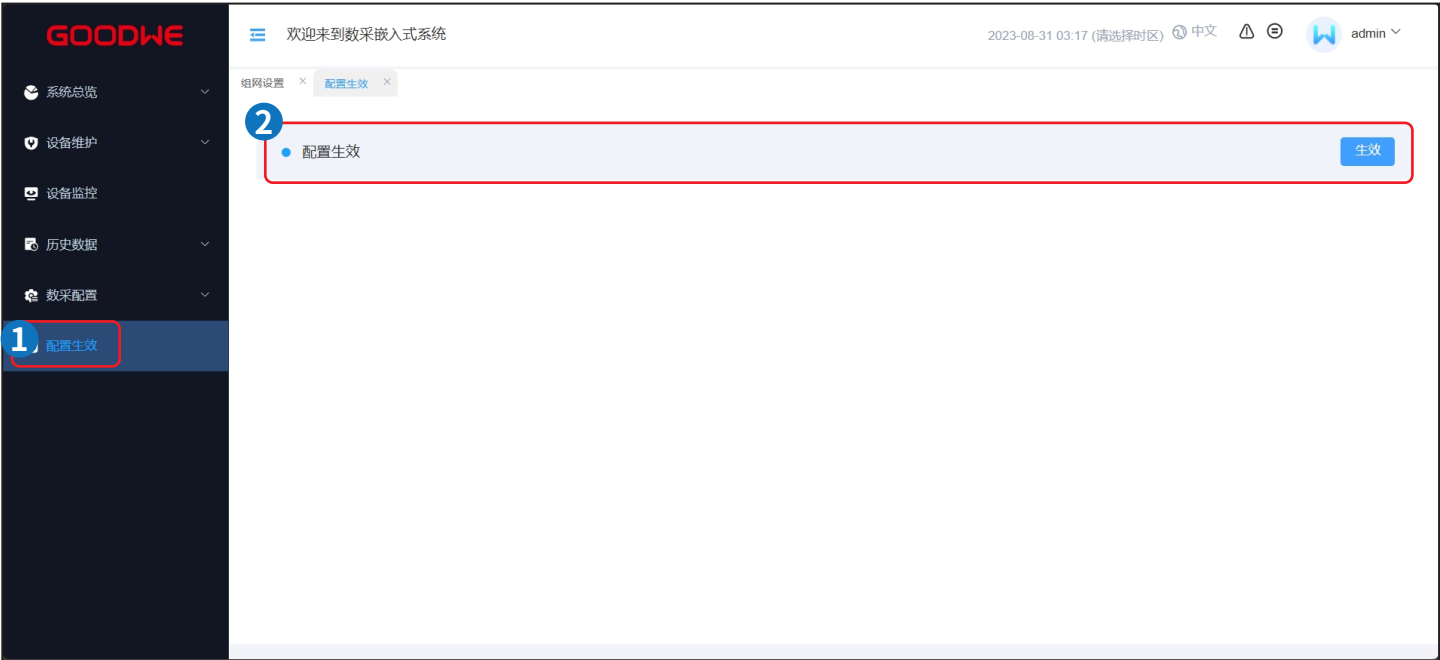 GOODWE
欢迎来到数采嵌入式系统
2023-08-31 03:17 (请选择时区)
中文
admin
系统总览
设备维护
设备监控
历史数据
数采配置
1
配置生效
组网设置 ×
配置生效 ×
2
配置生效
生效